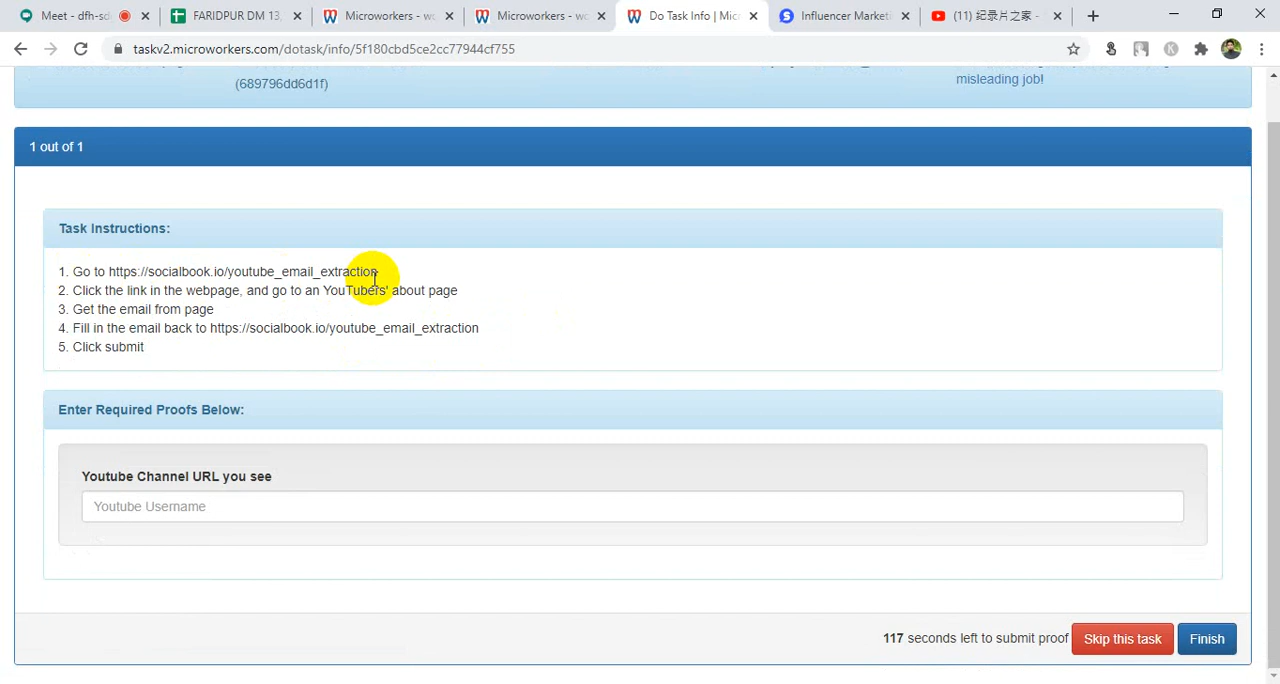 Meet - dfh-sd
FARIDPUR DM 13,
Microworkers - wo
Microworkers - wo
Do Task Info | Micr
Influencer Marketi
(11) 纪录片之家 -
taskv2.microworkers.com/dotask/info/5f180cbd5ce2cc77944cf755
(689796dd6d1f)
misleading job!
1 out of 1
Task Instructions:
1. Go to https://socialbook.io/youtube_email_extraction
2. Click the link in the webpage, and go to an YouTubers' about page
3. Get the email from page
4. Fill in the email back to https://socialbook.io/youtube_email_extraction
5. Click submit
Enter Required Proofs Below:
Youtube Channel URL you see
Youtube Username
117 seconds left to submit proof
Skip this task
Finish